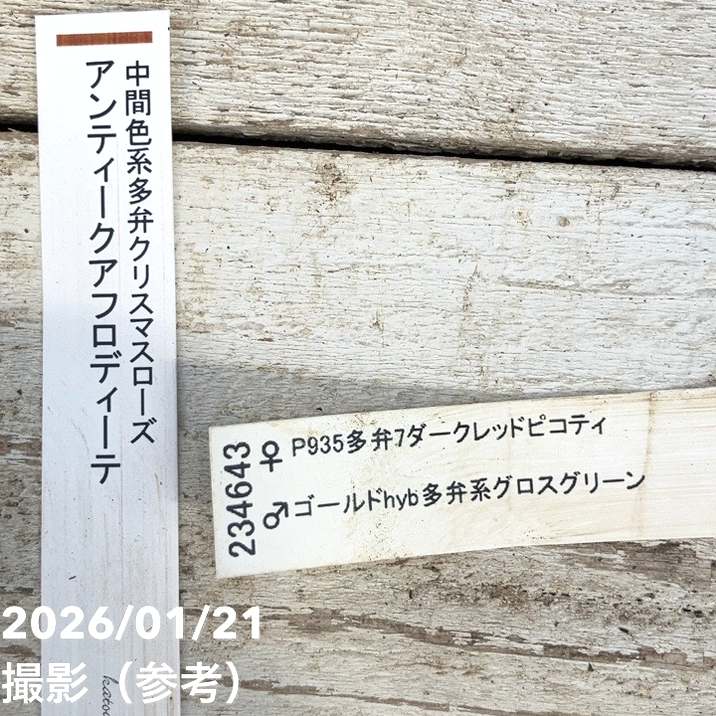 中間色系多弁クリスマスローズ
アンティークアフロディーテ
234643
♀ P935多弁7ダークレッドピコティ
♂ゴールドhyb多弁系グロスグリーン
2026/01/21
撮影（参考）